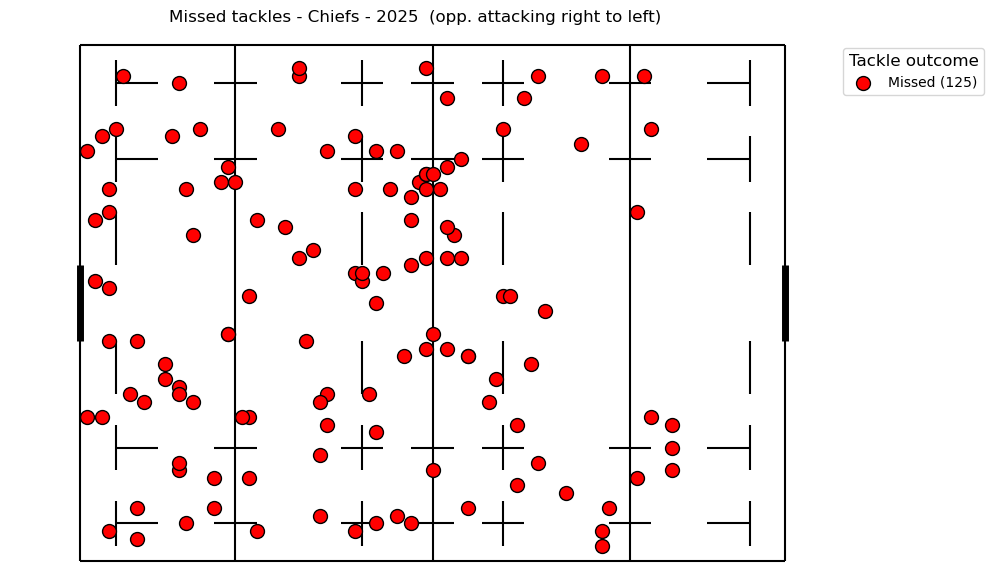 Missed tackles - Chiefs - 2025  (opp. attacking right to left)
Tackle outcome
Missed (125)